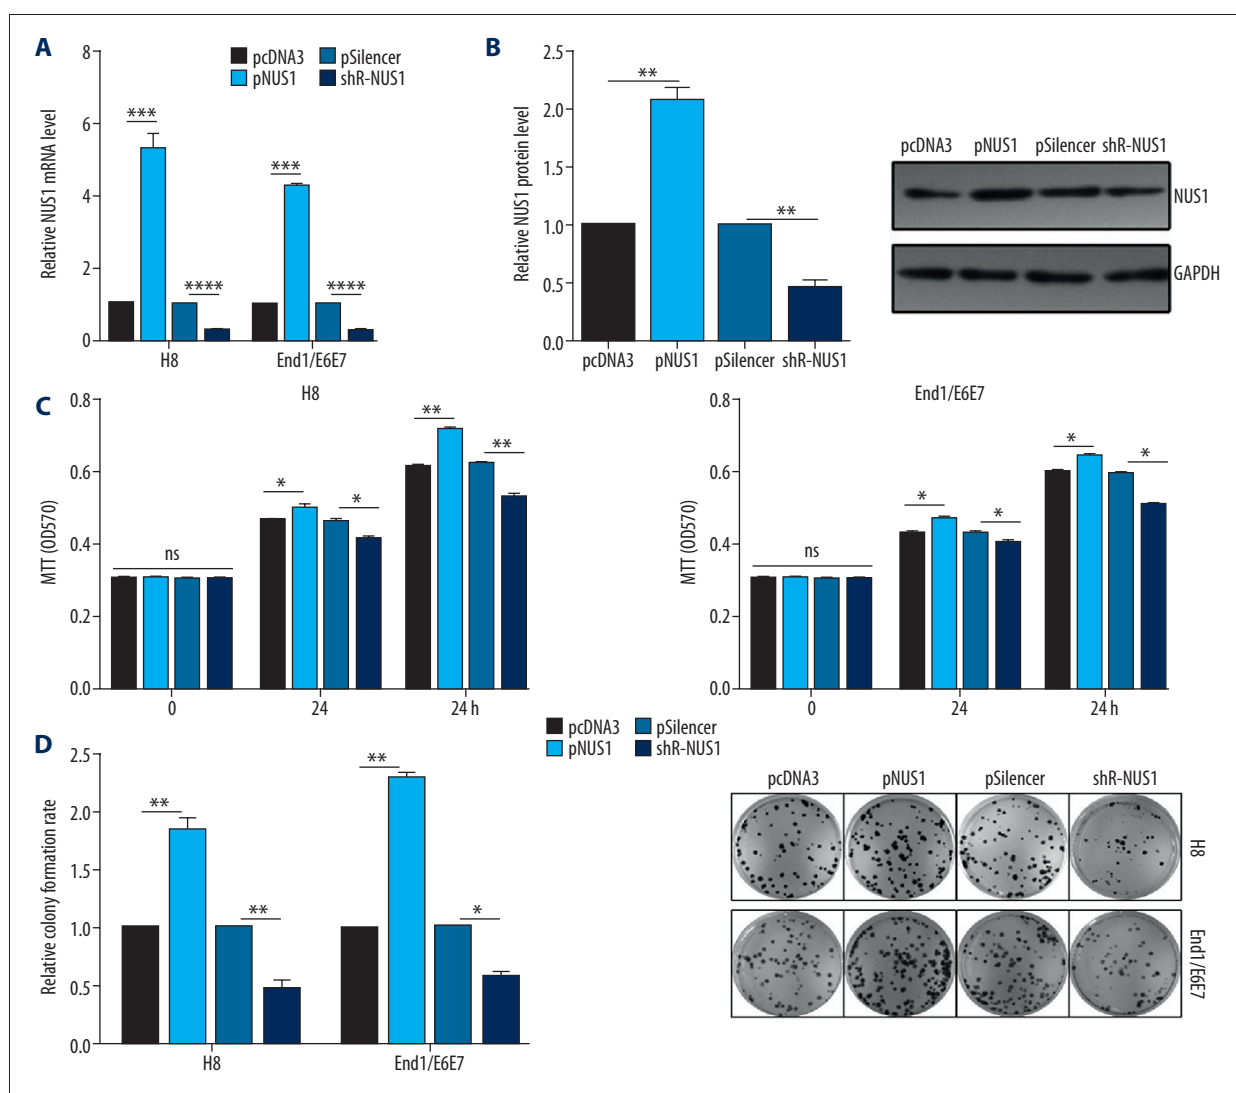 A
Relative NUS1 mRNA level
8
6
4
2
0
pcDNA3
pNUS1
pSilencer
shR-NUS1
***
****
***
****
H8
End1/E6E7
B
Relative NUS1 protein level
2.5
2.0
1.5
1.0
0.5
0.0
**
**
pcDNA3 pNUS1 pSilencer shR-NUS1
pcDNA3 pNUS1 pSilencer shR-NUS1
NUS1
GAPDH
C
H8
MTT (OD570)
0.8
0.6
0.4
0.2
0.0
ns
*
*
**
**
0 24 24 h
End1/E6E7
MTT (OD570)
0.8
0.6
0.4
0.2
0.0
ns
*
*
*
*
0 24 24 h
pcDNA3
pNUS1
pSilencer
shR-NUS1
D
Relative colony formation rate
2.5
2.0
1.5
1.0
0.5
0.0
**
**
**
*
H8
End1/E6E7
pcDNA3 pNUS1 pSilencer shR-NUS1
H8
End1/E6E7